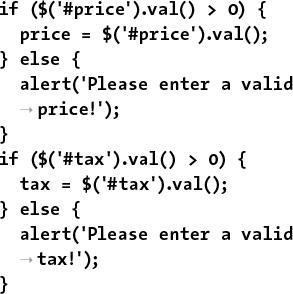 if ($('#price').val() > 0) {
  price = $('#price').val();
} else {
  alert('Please enter a valid
  → price!');
}
if ($('#tax').val() > 0) {
  tax = $('#tax').val();
} else {
  alert('Please enter a valid
  → tax!');
}